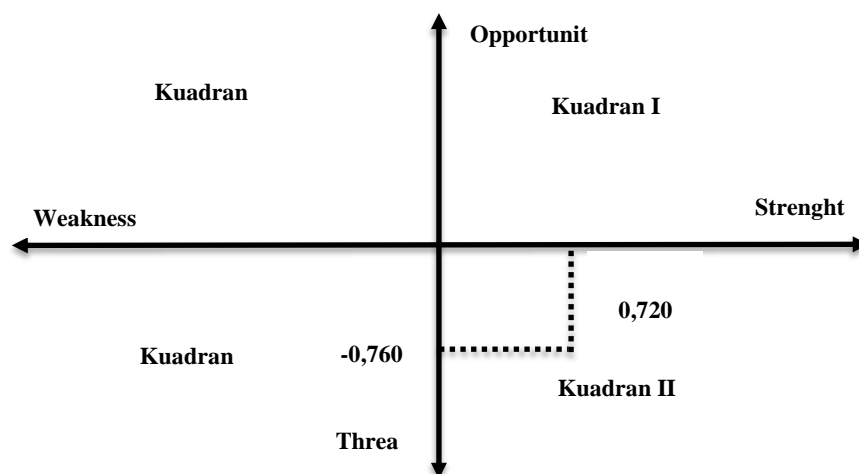 Opportunit
Kuadran
Kuadran I
Weakness
Strenght
0,720
Kuadran
-0,760
Kuadran II
Threa